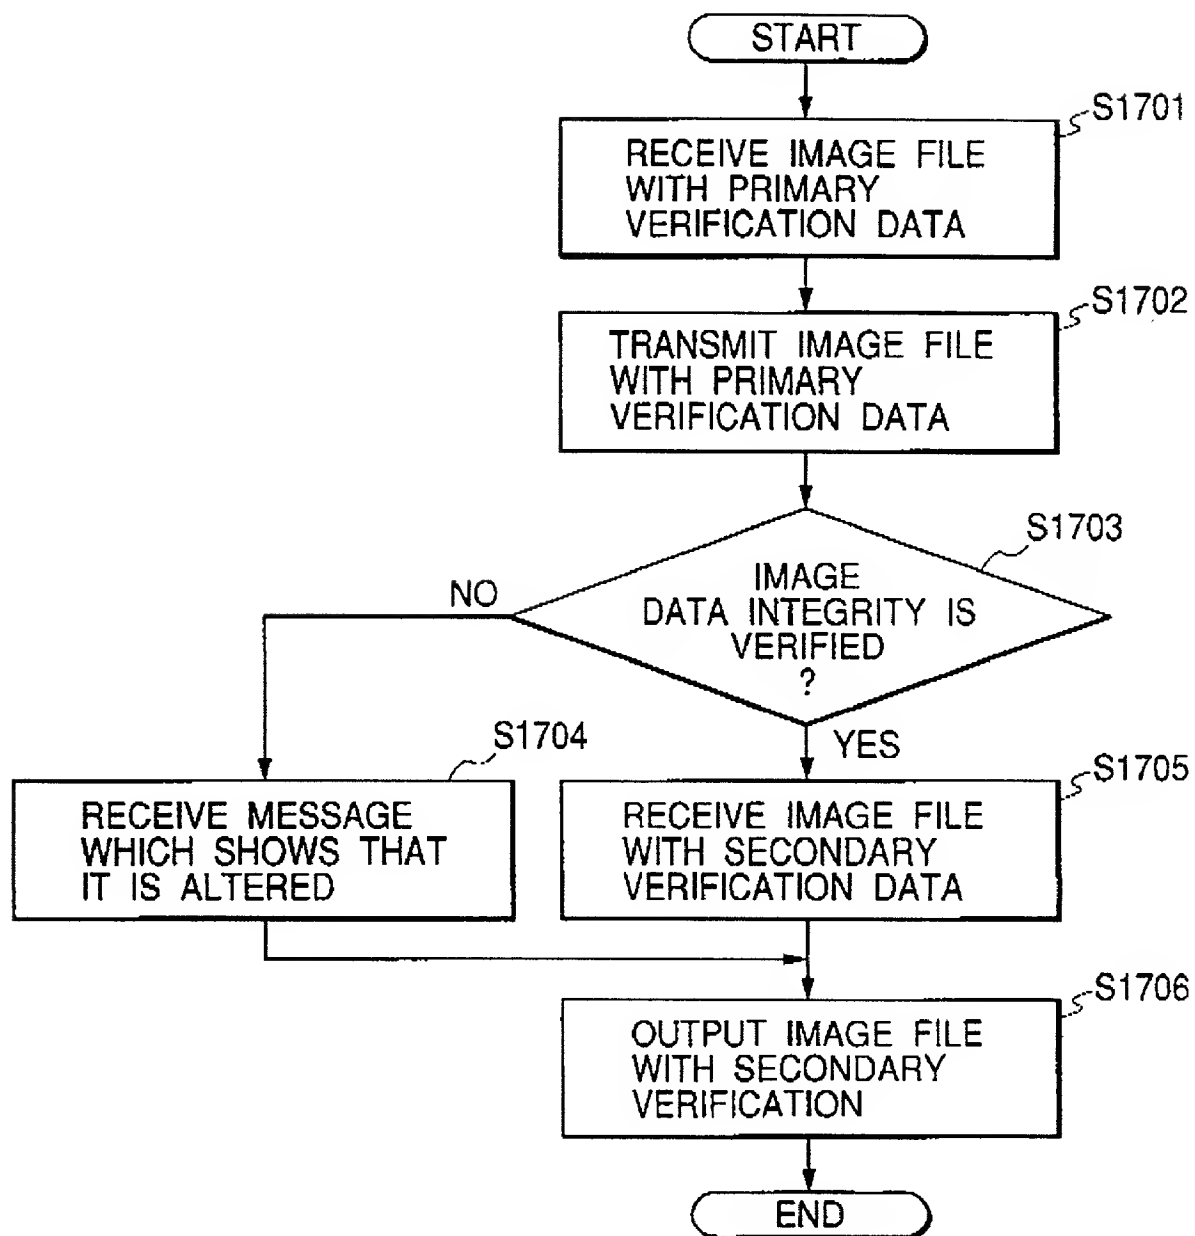 START
S1701
RECEIVE IMAGE FILE
WITH PRIMARY
VERIFICATION DATA
S1702
TRANSMIT IMAGE FILE
WITH PRIMARY
VERIFICATION DATA
S1703
IMAGE
DATA INTEGRITY IS
VERIFIED
?
NO
YES
S1704
RECEIVE MESSAGE
WHICH SHOWS THAT
IT IS ALTERED
S1705
RECEIVE IMAGE FILE
WITH SECONDARY
VERIFICATION DATA
S1706
OUTPUT IMAGE FILE
WITH SECONDARY
VERIFICATION
END